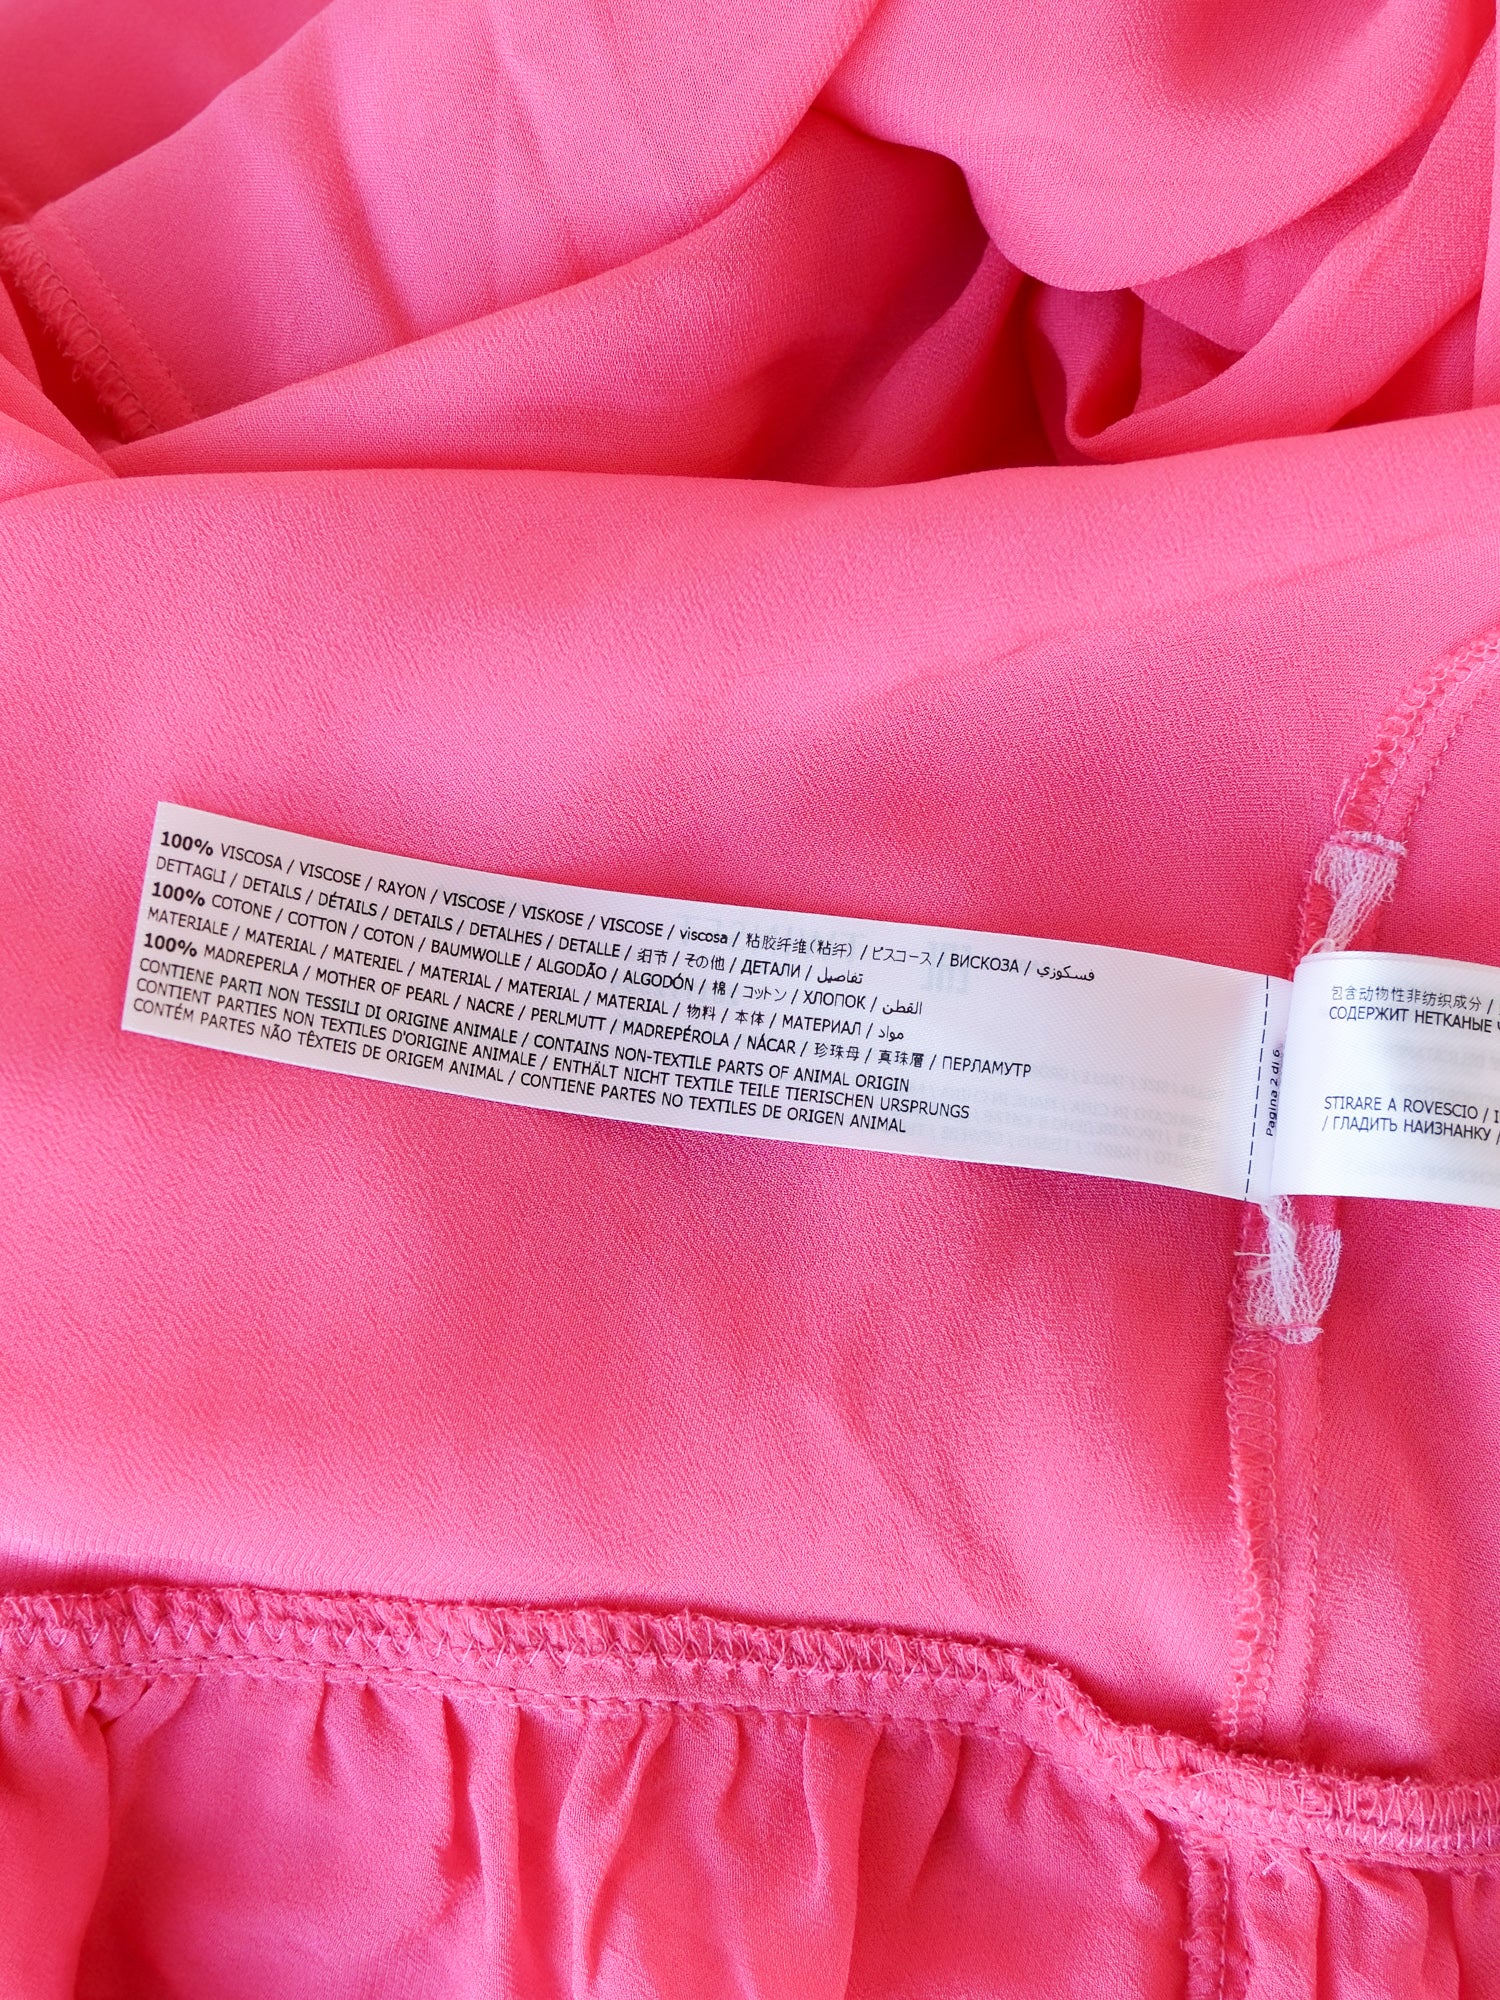 100% VISCOSA / VISCOSE / RAYON / VISCOSE / VISKOSE / VISCOSE / viscosa / 粘胶纤维(粘纤) / ビスコース / ВИСКОЗА / فسكوزي
DETTAGLI / DETAILS / DÉTAILS / DETAILS / DETALHES / DETALLE / 细节 / その他 / ДЕТАЛИ / تفاصيل
100% COTONE / COTTON / COTON / BAUMWOLLE / ALGODÃO / ALGODÓN / 棉 / コットン / ХЛОПОК / القطن
MATERIALE / MATERIAL / MATERIEL / MATERIAL / MATERIAL / MATERIAL / 物料 / 本体 / МАТЕРИАЛ / مواد
100% MADREPERLA / MOTHER OF PEARL / NACRE / PERLMUTT / MADREPÉROLA / NÁCAR / 珍珠母 / 真珠層 / ПЕРЛАМУТР
CONTIENE PARTI NON TESSILI DI ORIGINE ANIMALE / CONTAINS NON-TEXTILE PARTS OF ANIMAL ORIGIN
CONTIENT PARTIES NON TEXTILES D'ORIGINE ANIMALE / ENTHÄLT NICHT TEXTILE TEILE TIERISCHEN URSPRUNGS
CONTÉM PARTES NÃO TÊXTEIS DE ORIGEM ANIMAL / CONTIENE PARTES NO TEXTILES DE ORIGEN ANIMAL
Pagina 2 di 6
包含动物性非纺织成分 /
СОДЕРЖИТ НЕТКАНЫЕ
STIRARE A ROVESCIO /
/ ГЛАДИТЬ НАИЗНАНКУ /